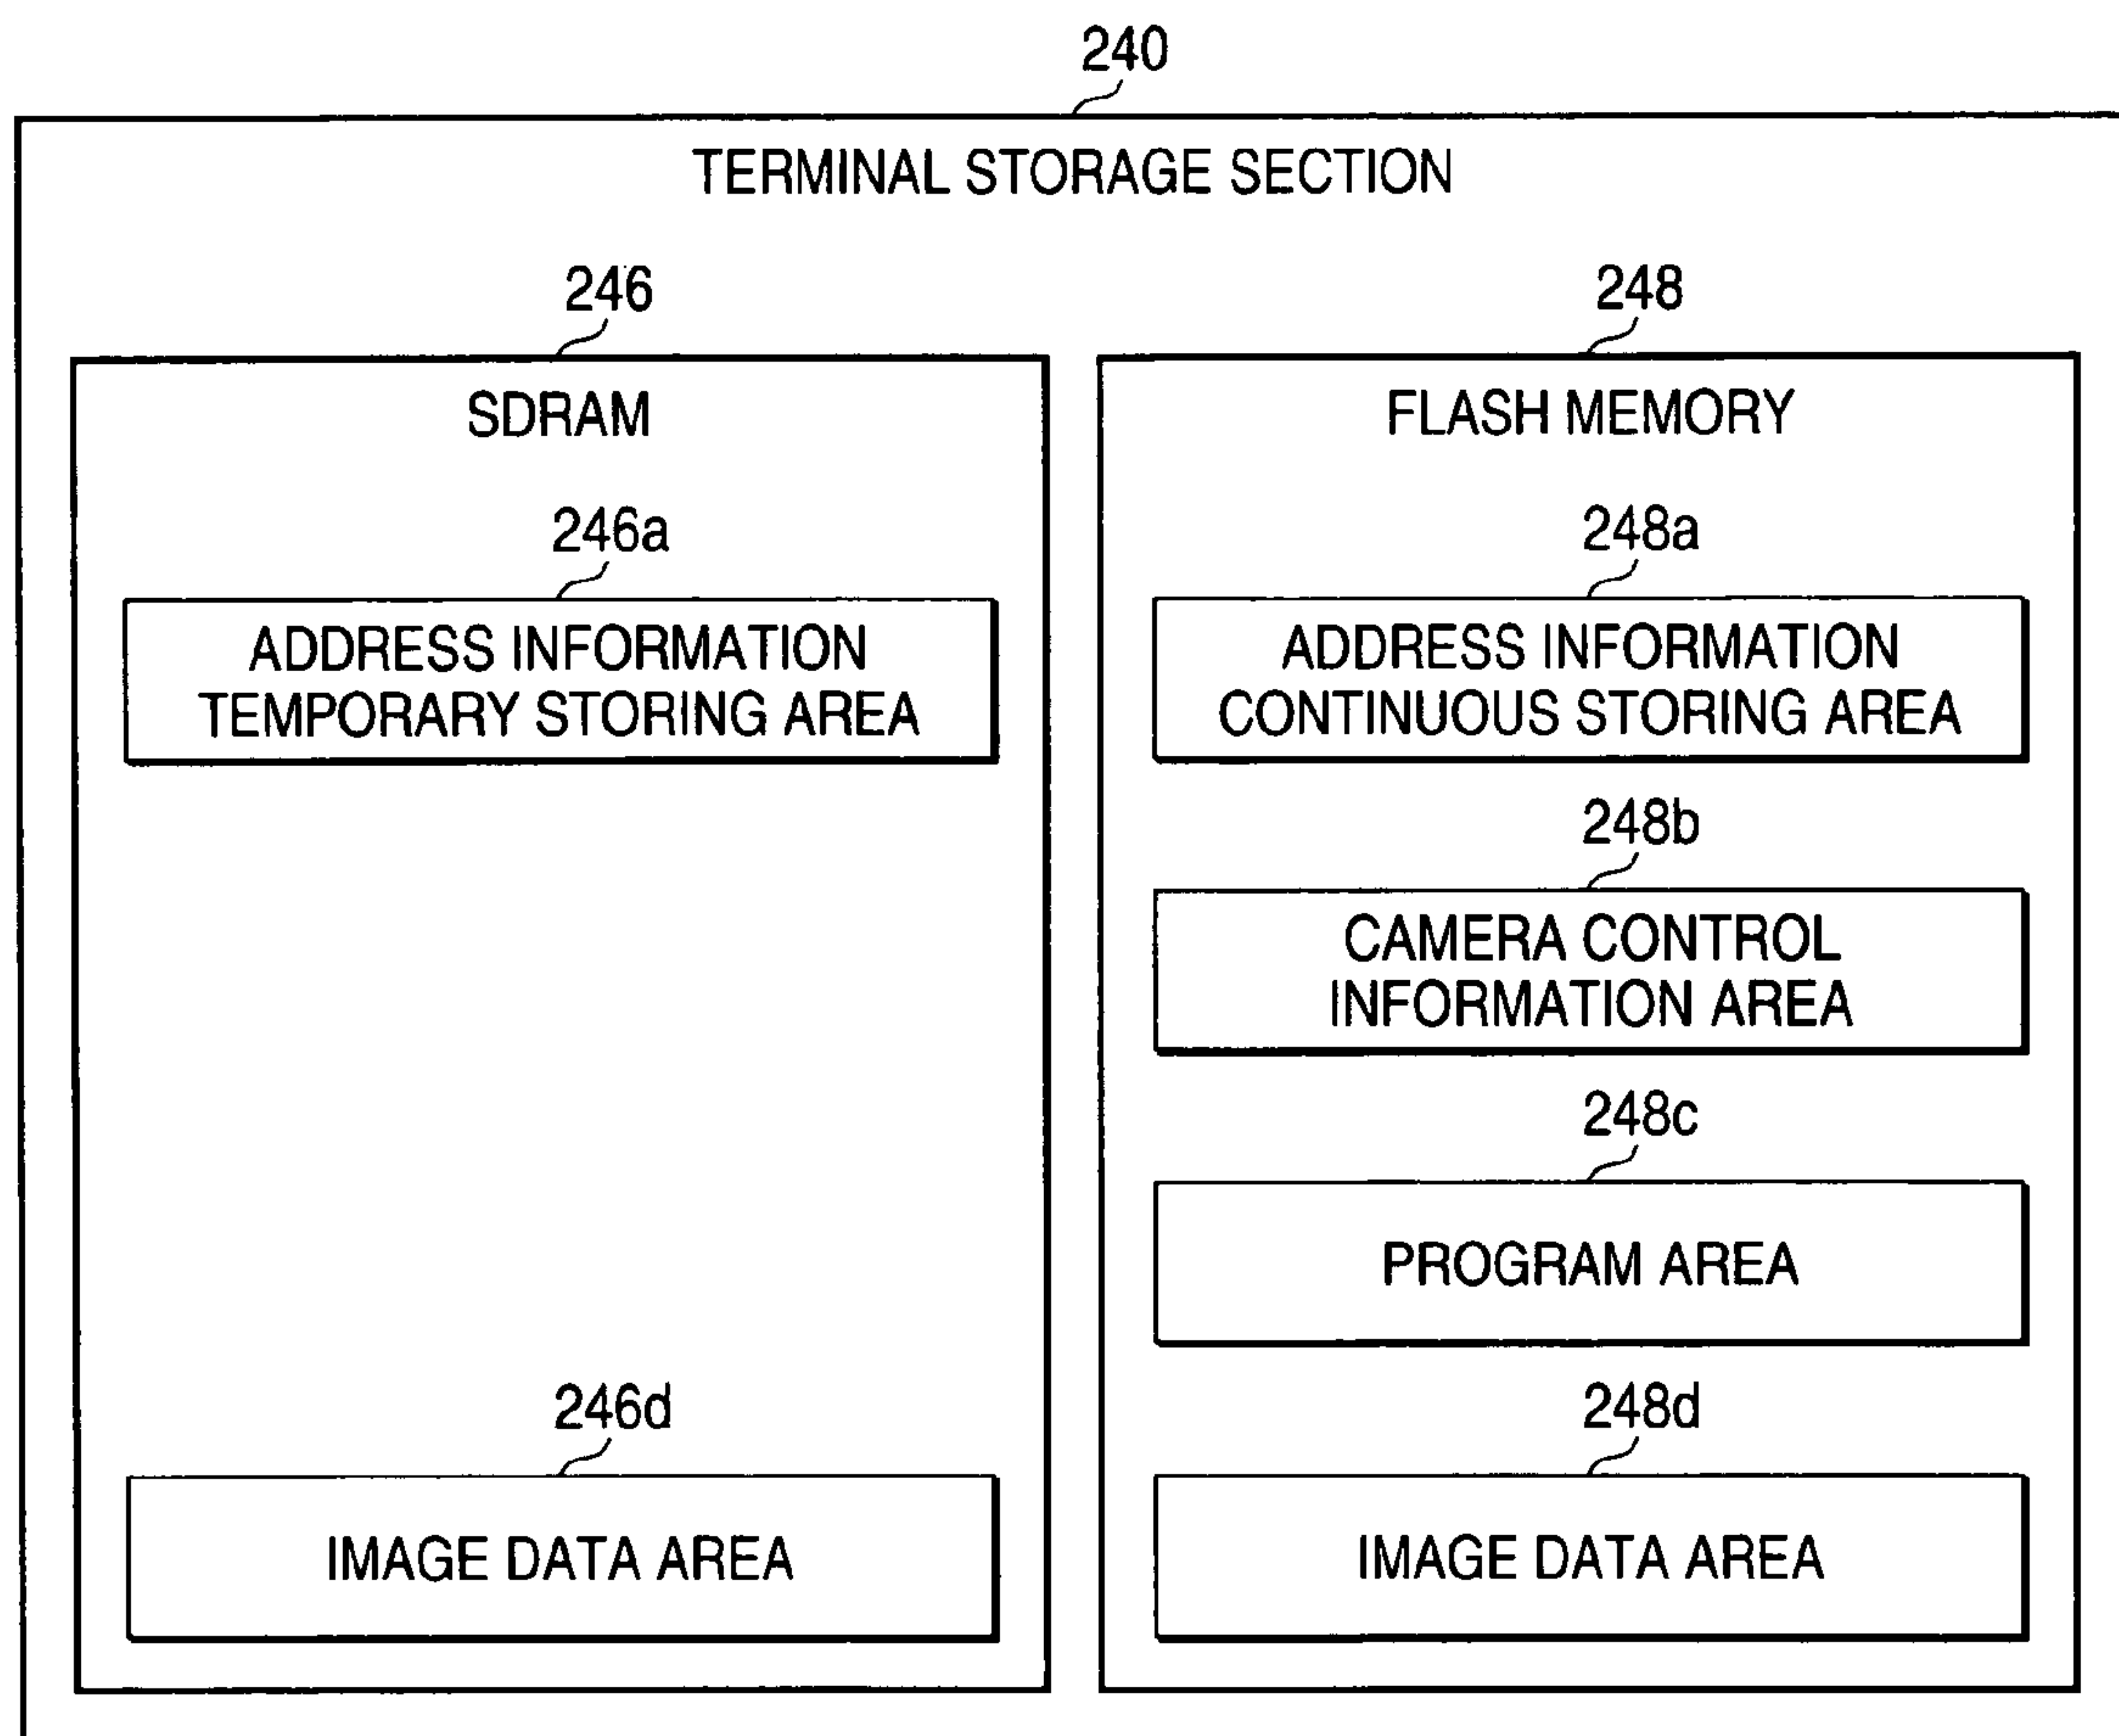 240
TERMINAL STORAGE SECTION
246
SDRAM
246a
ADDRESS INFORMATION
TEMPORARY STORING AREA
246d
IMAGE DATA AREA
248
FLASH MEMORY
248a
ADDRESS INFORMATION
CONTINUOUS STORING AREA
248b
CAMERA CONTROL
INFORMATION AREA
248c
PROGRAM AREA
248d
IMAGE DATA AREA